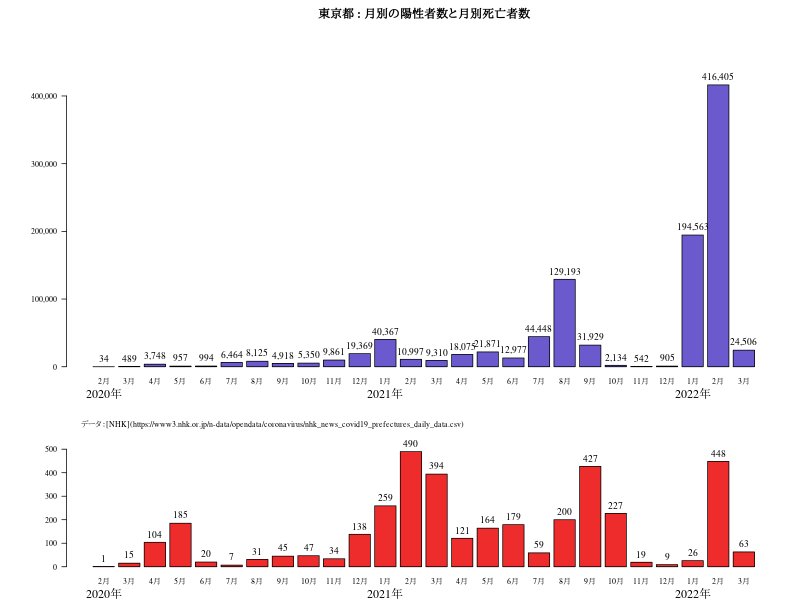 東京都 : 月別の陽性者数と月別死亡者数
416,405
400,000
300,000
200,000
100,000
0
34 489 3,748 957 994 6,464 8,125 4,918 5,350 9,861 19,369 40,367 10,997 9,310 18,075 21,871 12,977 44,448 129,193 31,929 2,134 542 905 194,563 24,506
2月 3月 4月 5月 6月 7月 8月 9月 10月 11月 12月 1月 2月 3月 4月 5月 6月 7月 8月 9月 10月 11月 12月 1月 2月 3月
2020年 2021年 2022年
データ:[NHK](https://www3.nhk.or.jp/n-data/opendata/coronavirus/nhk_news_covid19_prefectures_daily_data.csv)
500
400
300
200
100
0
1 15 104 185 20 7 31 45 47 34 138 259 490 394 121 164 179 59 200 427 227 19 9 26 448 63
2月 3月 4月 5月 6月 7月 8月 9月 10月 11月 12月 1月 2月 3月 4月 5月 6月 7月 8月 9月 10月 11月 12月 1月 2月 3月
2020年 2021年 2022年